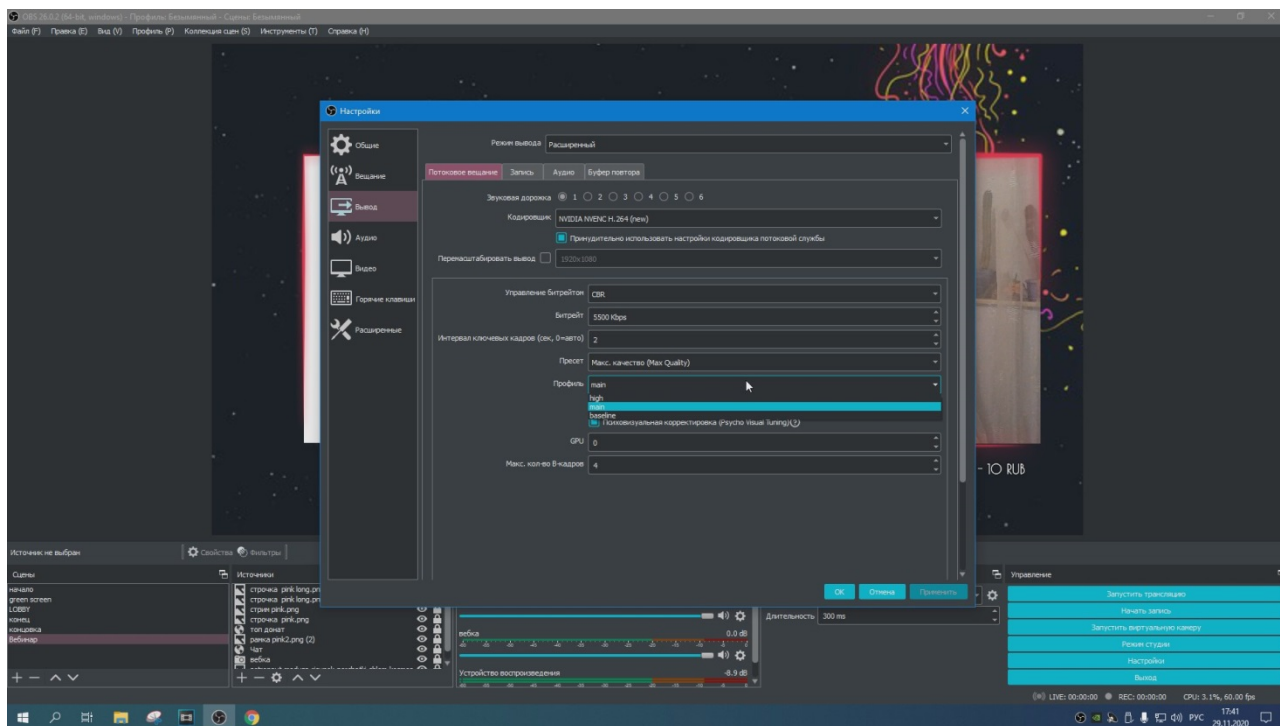 OBS 26.0.2 (64-bit, windows) - Профиль: Безымянный - Сцены: Безымянный
Файл (F) Правка (E) Вид (V) Профиль (P) Коллекция сцен (S) Инструменты (T) Справка (H)
Настройки
Общие
Вещание
Вывод
Аудио
Видео
Горячие клавиши
Расширенные
Режим вывода Расширенный
Потоковое вещание Запись Аудио Буфер повтора
Звуковая дорожка 1 2 3 4 5 6
Кодировщик NVIDIA NVENC H.264 (new)
Принудительно использовать настройки кодировщика потоковой службы
Перемасштабировать вывод 1920x1080
Управление битрейтом CBR
Битрейт 5500 Kbps
Интервал ключевых кадров (сек, 0=авто) 2
Пресет Макс. качество (Max Quality)
Профиль main
high
main
baseline
Психовизуальная корректировка (Psycho Visual Tuning)(?)
GPU 0
Макс. кол-во B-кадров 4
- 10 RUB
OK Отмена Применить
Источник не выбран Свойства Фильтры
Сцены
начало
green screen
LOBBY
конец
концовка
Вебинар
Источники
строчка pink long.pn
строчка pink long.pn
стрим pink.png
строчка pink.png
топ донат
рамка pink2.png (2)
Чат
вебка
вебка 0.0 dB
Устройство воспроизведения -8.9 dB
Длительность 300 ms
Управление
Запустить трансляцию
Начать запись
Запустить виртуальную камеру
Режим студии
Настройки
Выход
LIVE: 00:00:00 REC: 00:00:00 CPU: 3.1%, 60.00 fps
РУС 17:41
29.11.2020